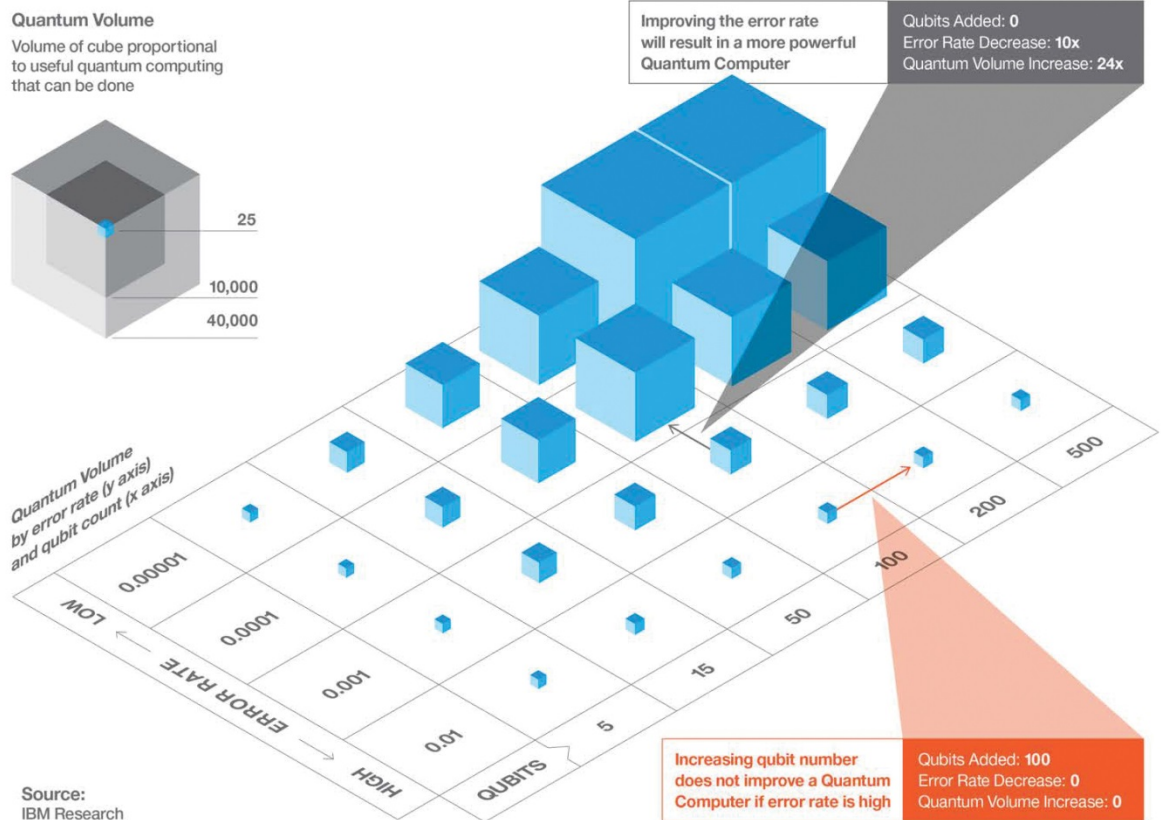 Quantum Volume
Volume of cube proportional
to useful quantum computing
that can be done
25
10,000
40,000
Improving the error rate
will result in a more powerful
Quantum Computer
Qubits Added: 0
Error Rate Decrease: 10x
Quantum Volume Increase: 24x
Quantum Volume
by error rate (y axis)
and qubit count (x axis)
0.00001
0.0001
0.001
0.01
LOW
ERROR RATE
HIGH
QUBITS
5
15
50
100
200
500
Increasing qubit number
does not improve a Quantum
Computer if error rate is high
Qubits Added: 100
Error Rate Decrease: 0
Quantum Volume Increase: 0
Source:
IBM Research